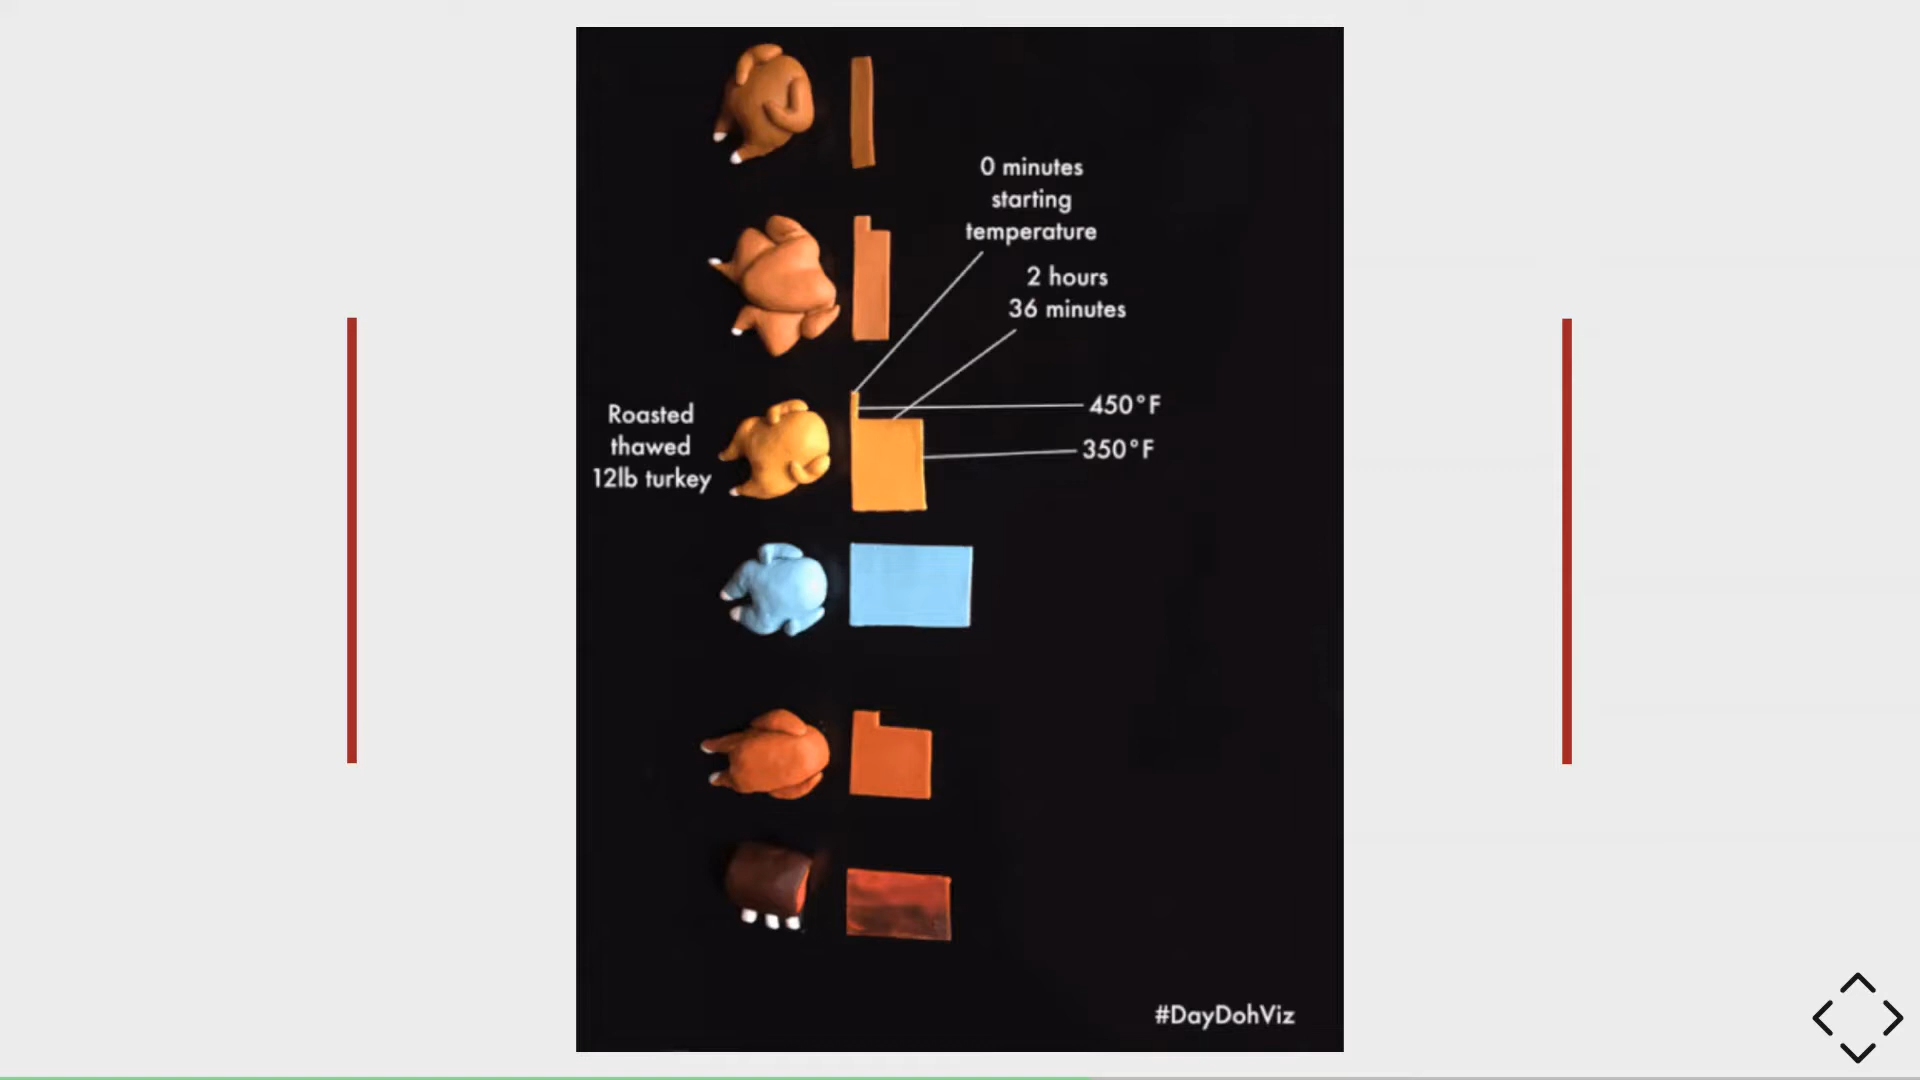 0 minutes
starting
temperature
2 hours
36 minutes
Roasted
thawed
12lb turkey
450°F
350°F
#DayDohViz